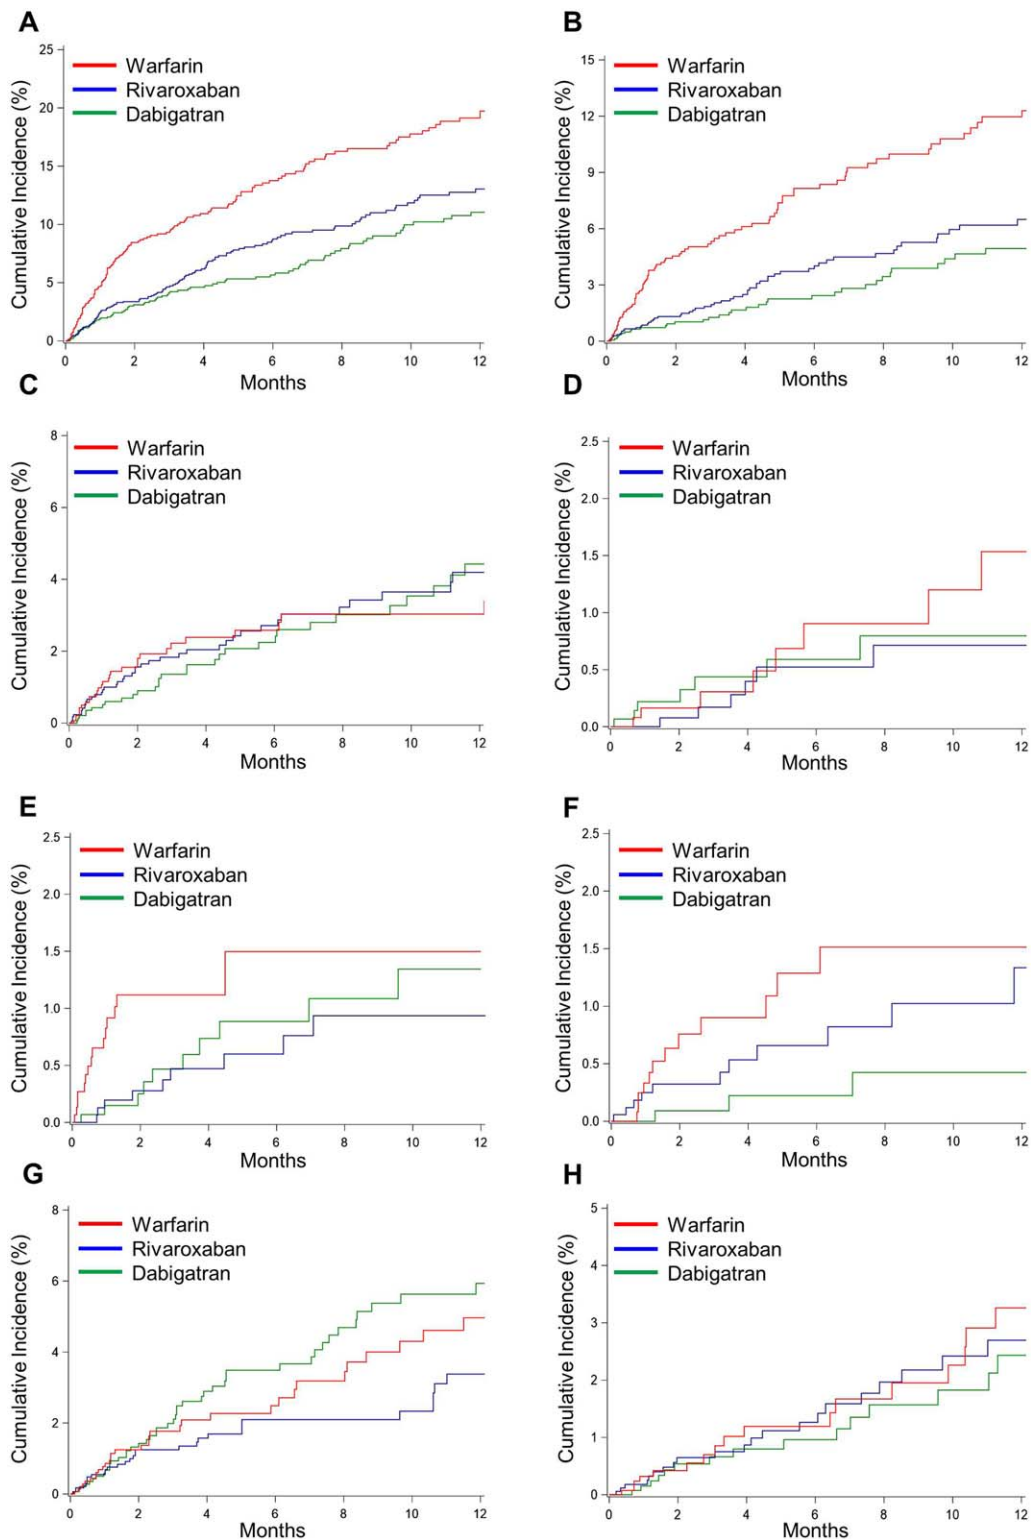 A
Cumulative Incidence (%)
25
20
15
10
5
0
Warfarin
Rivaroxaban
Dabigatran
0 2 4 6 8 10 12
Months
B
Cumulative Incidence (%)
15
12
9
6
3
0
Warfarin
Rivaroxaban
Dabigatran
0 2 4 6 8 10 12
Months
C
Cumulative Incidence (%)
8
6
4
2
0
Warfarin
Rivaroxaban
Dabigatran
0 2 4 6 8 10 12
Months
D
Cumulative Incidence (%)
2.5
2.0
1.5
1.0
0.5
0.0
Warfarin
Rivaroxaban
Dabigatran
0 2 4 6 8 10 12
Months
E
Cumulative Incidence (%)
2.5
2.0
1.5
1.0
0.5
0.0
Warfarin
Rivaroxaban
Dabigatran
0 2 4 6 8 10 12
Months
F
Cumulative Incidence (%)
2.5
2.0
1.5
1.0
0.5
0.0
Warfarin
Rivaroxaban
Dabigatran
0 2 4 6 8 10 12
Months
G
Cumulative Incidence (%)
8
6
4
2
0
Warfarin
Rivaroxaban
Dabigatran
0 2 4 6 8 10 12
Months
H
Cumulative Incidence (%)
5
4
3
2
1
0
Warfarin
Rivaroxaban
Dabigatran
0 2 4 6 8 10 12
Months